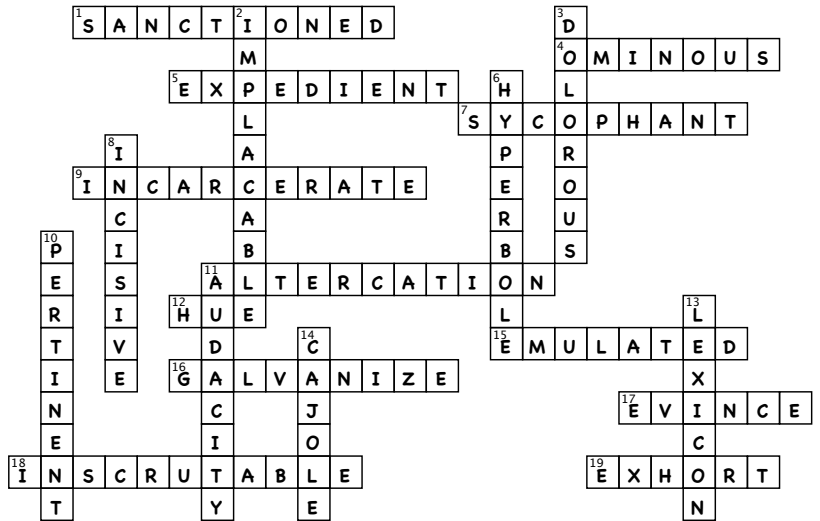 1 SANCTIONED
2 IMPLACABLE
3 DOLOROUS
4 OMINOUS
5 EXPEDIENT
6 HYPERBOLE
7 SYCOPHANT
8 INCISIVE
9 INCARCERATE
10 PERTINENT
11 ALTERCATION
11 AUDACITY
12 HUE
13 LEXICON
14 CAJOLE
15 EMULATED
16 GALVANIZE
17 EVINCE
18 INSCRUTABLE
19 EXHORT